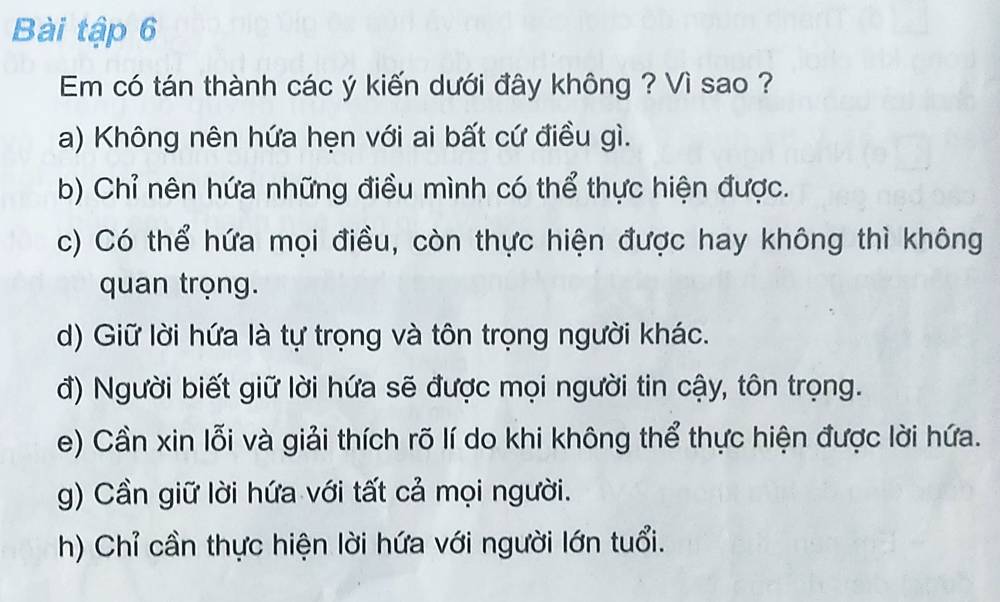 Bài tập 6
Em có tán thành các ý kiến dưới đây không ? Vì sao ?
a) Không nên hứa hẹn với ai bất cứ điều gì.
b) Chỉ nên hứa những điều mình có thể thực hiện được.
c) Có thể hứa mọi điều, còn thực hiện được hay không thì không
quan trọng.
d) Giữ lời hứa là tự trọng và tôn trọng người khác.
đ) Người biết giữ lời hứa sẽ được mọi người tin cậy, tôn trọng.
e) Cần xin lỗi và giải thích rõ lí do khi không thể thực hiện được lời hứa.
g) Cần giữ lời hứa với tất cả mọi người.
h) Chỉ cần thực hiện lời hứa với người lớn tuổi.